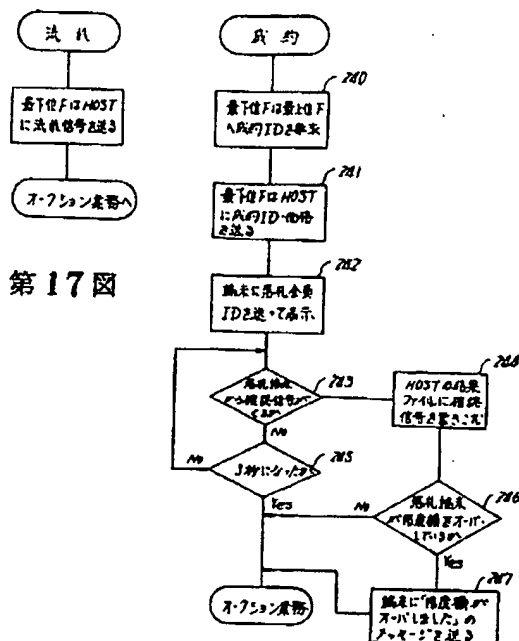 流れ
最下位FはHOST
に流れ信号を送る
オークション業務へ
第17図
成約
280
最下位Fは最上位F
へ成約IDを要求
281
最下位FはHOST
に成約ID・価格
を送る
282
端末に落札会員
IDを送って表示
283
落札端末
から確認信号が
くるか
No
285
3秒になったか
No
Yes
オークション業務
284
HOSTの結果
ファイルに確認
信号を書きこむ
286
落札端末
が限度額をオーバー
しているか
No
Yes
287
端末に「限度額が
オーバしました」の
メッセージを送る